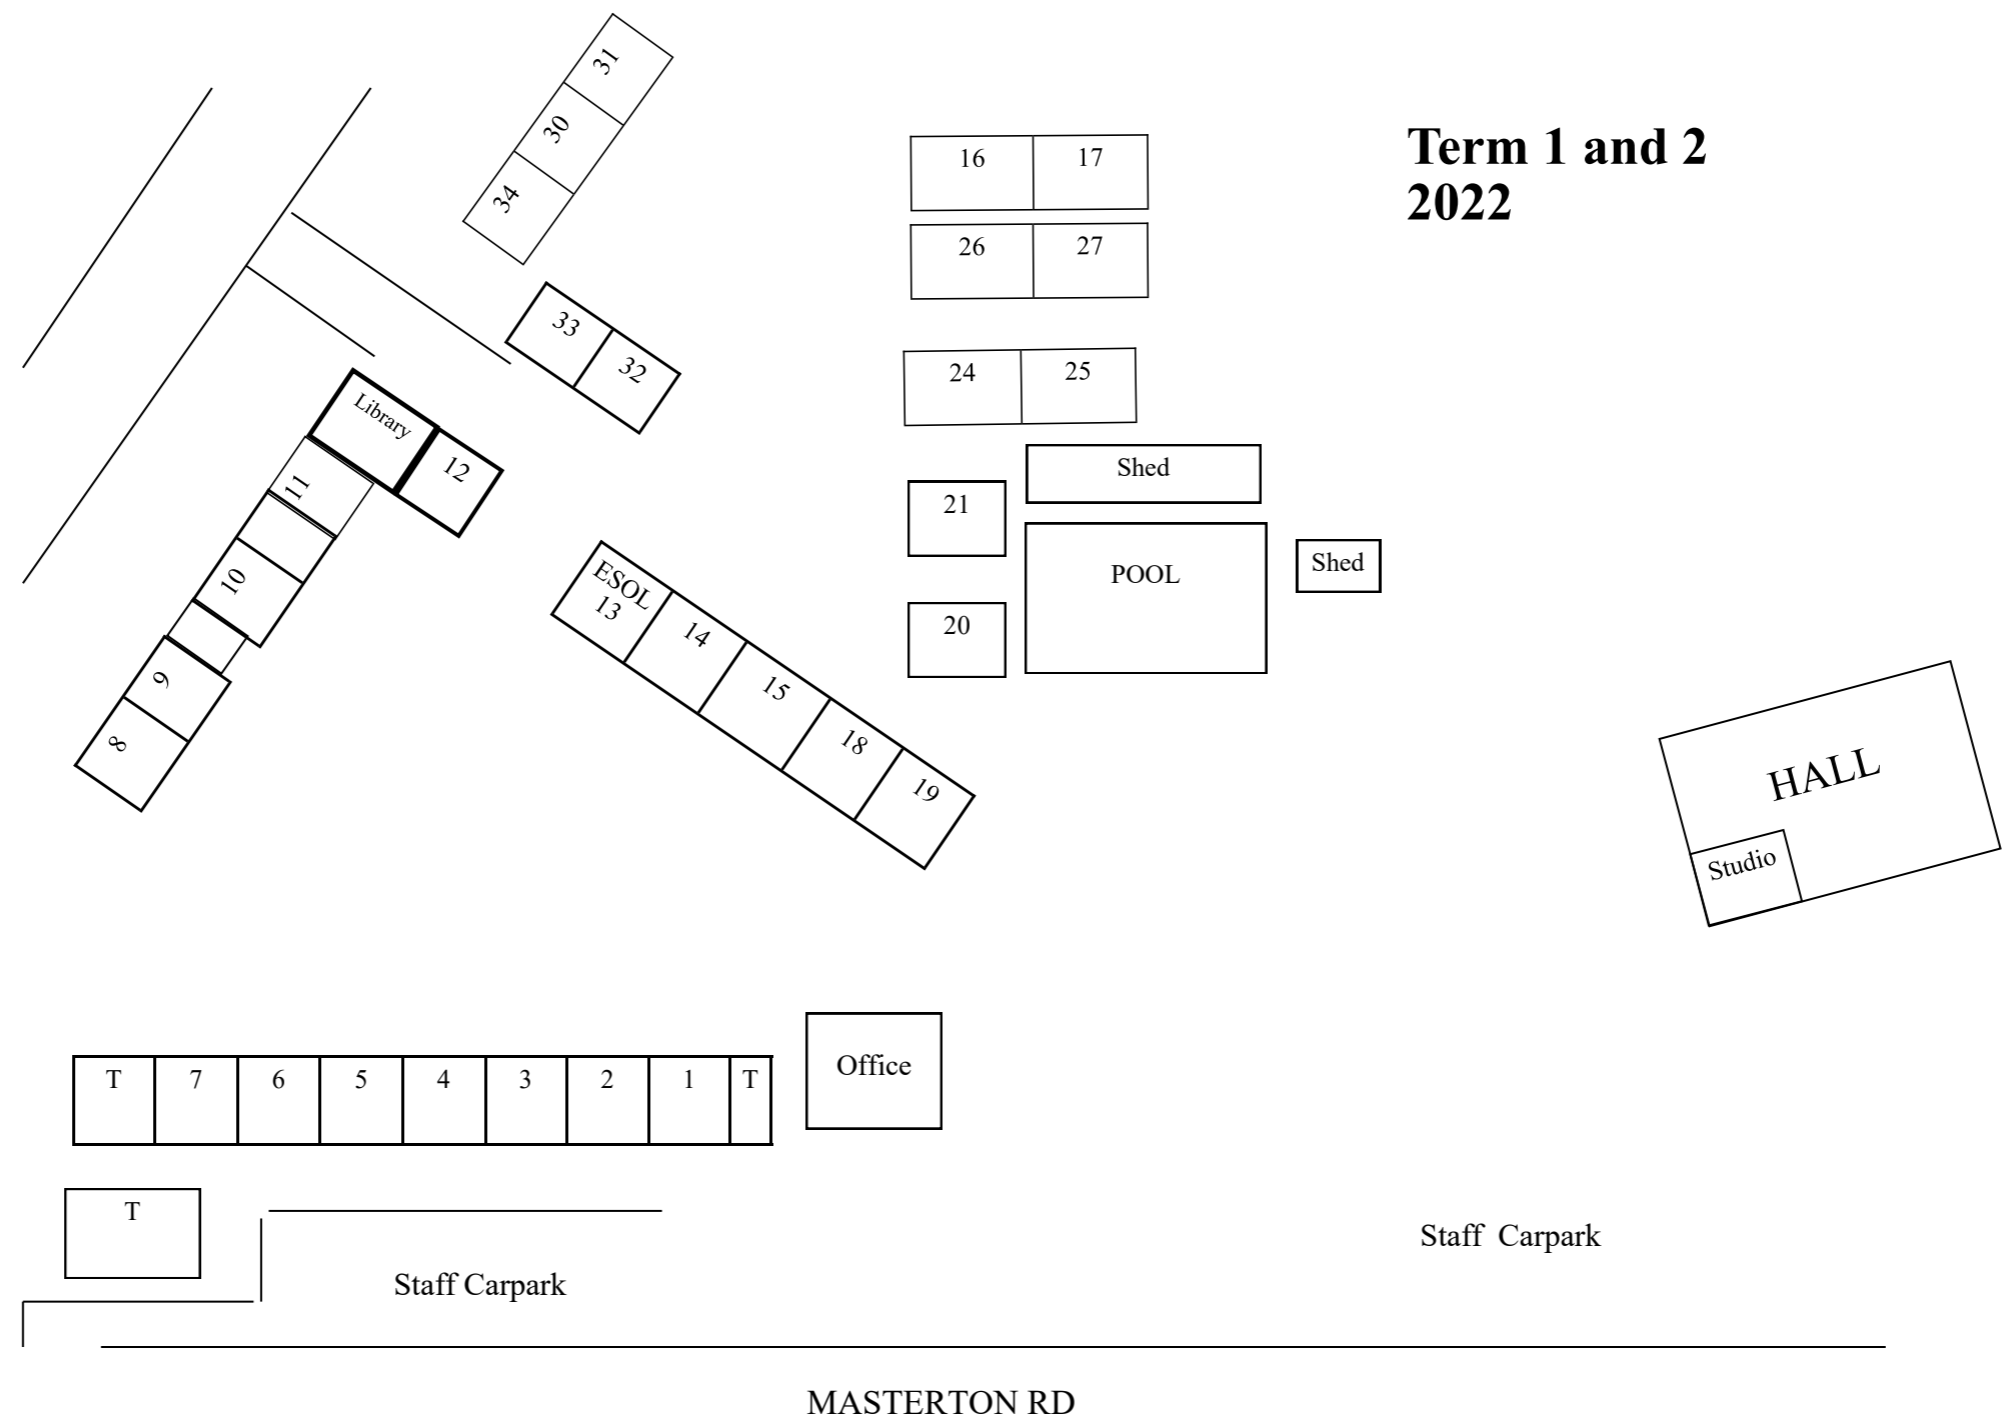 31
30
34
Term 1 and 2
2022
16 17
26 27
33
32
24 25
Library
12
11
Shed
21
POOL
Shed
10
ESOL
13
14
20
15
9
8
18
19
HALL
Studio
Office
T 7 6 5 4 3 2 1 T
T
Staff Carpark
Staff Carpark
MASTERTON RD